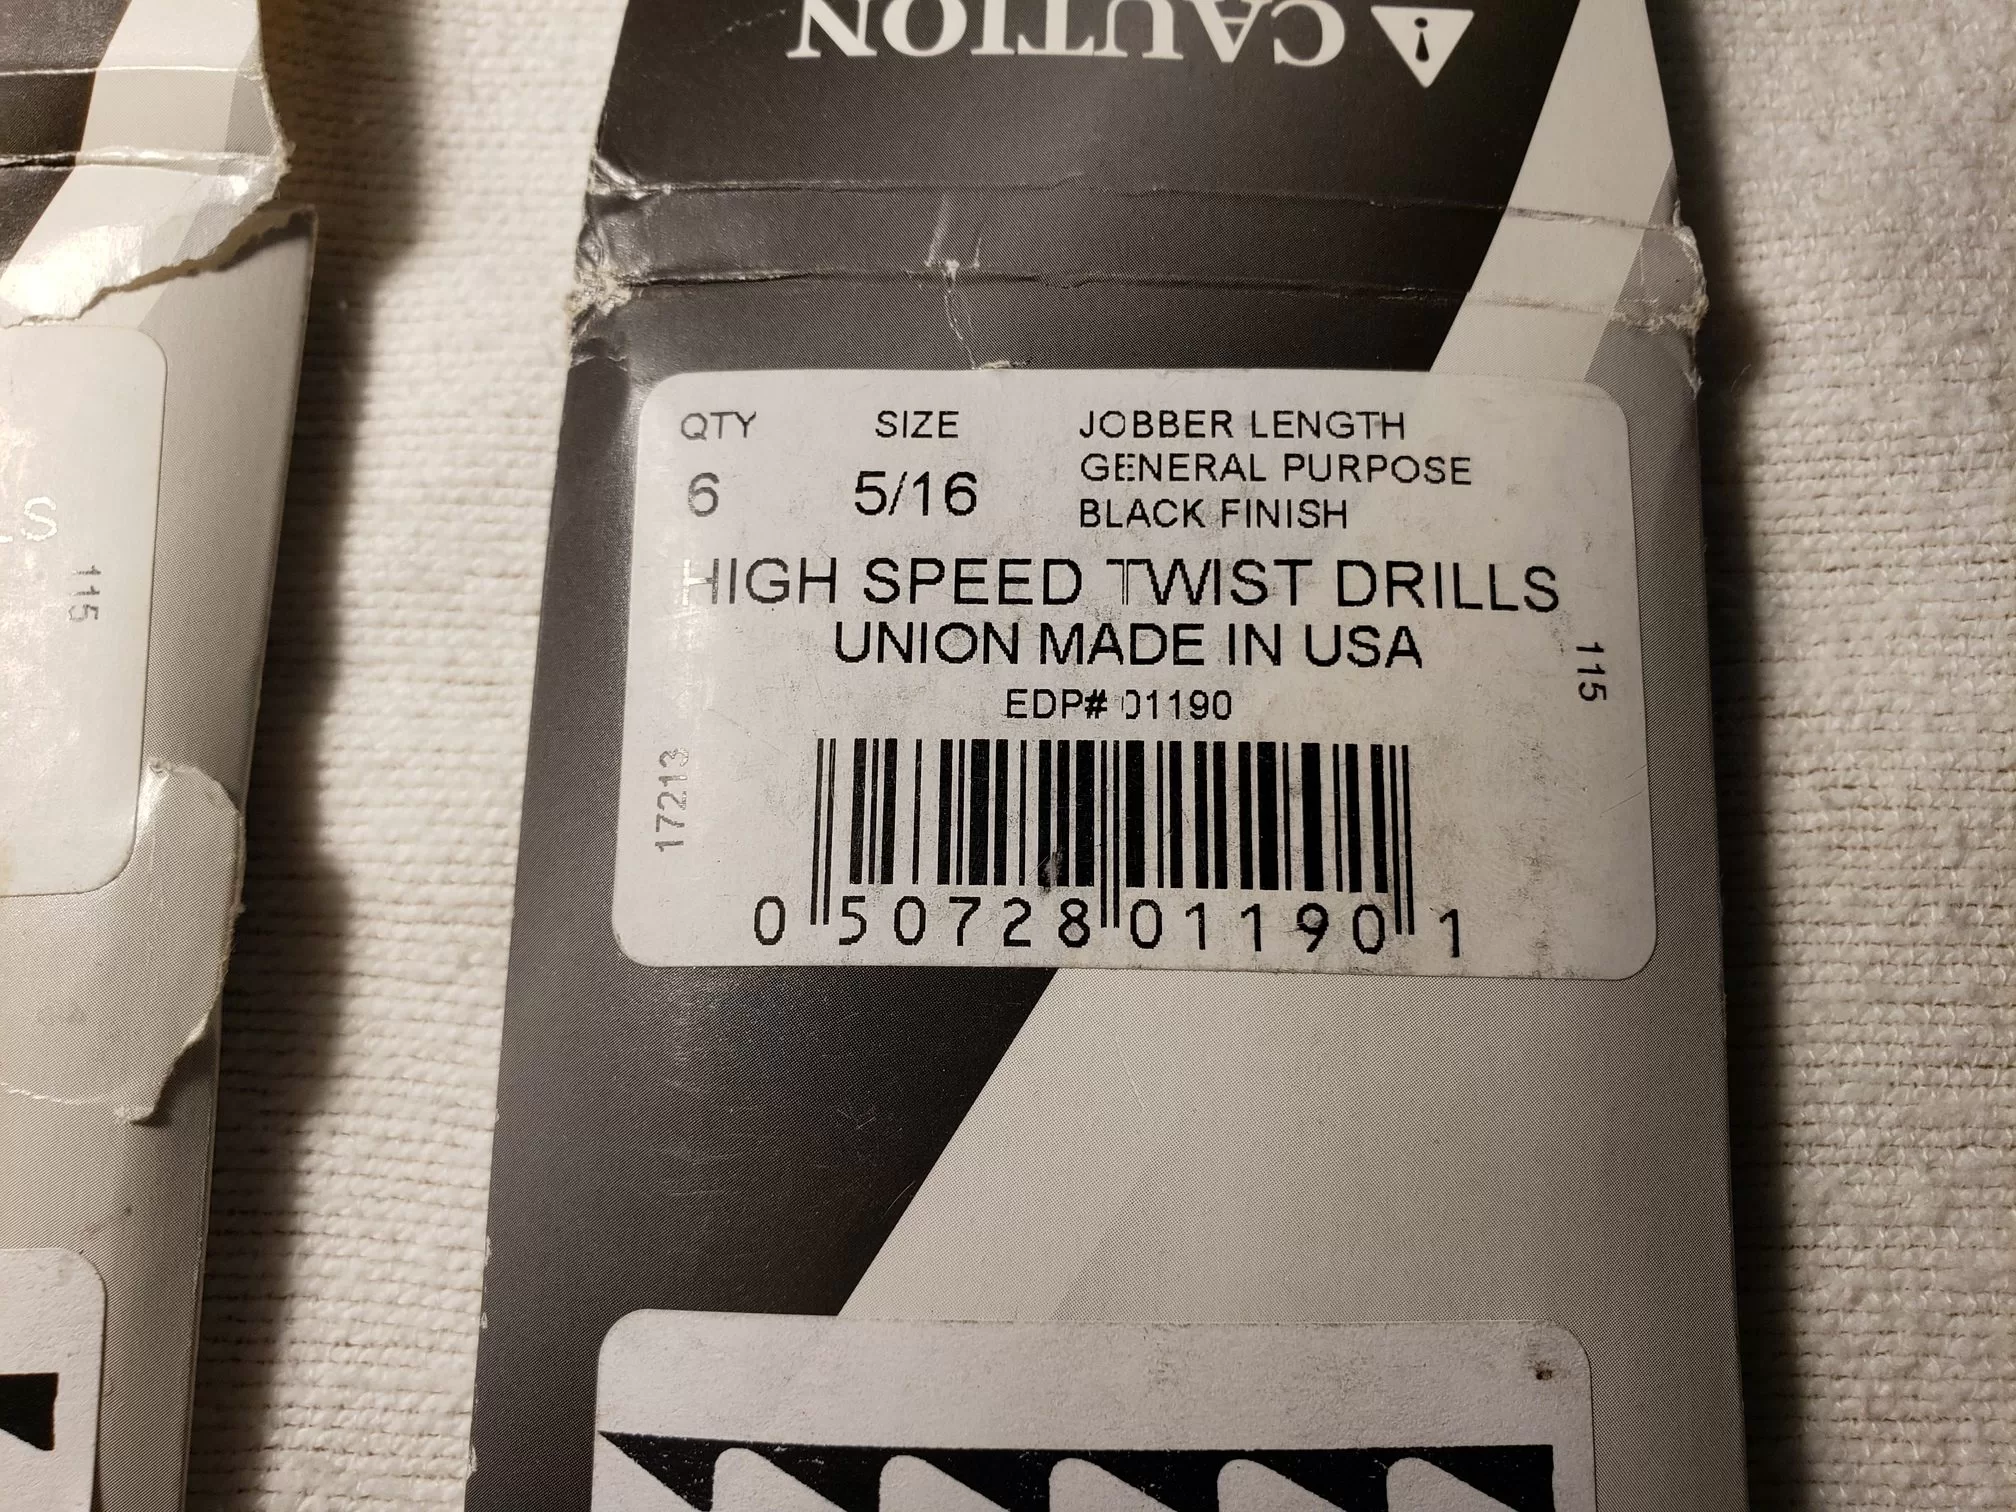 CAUTION
QTY SIZE JOBBER LENGTH
6 5/16 GENERAL PURPOSE
BLACK FINISH
HIGH SPEED TWIST DRILLS
UNION MADE IN USA
EDP# 01190
17213
115
0 50728 01190 1
LS
115